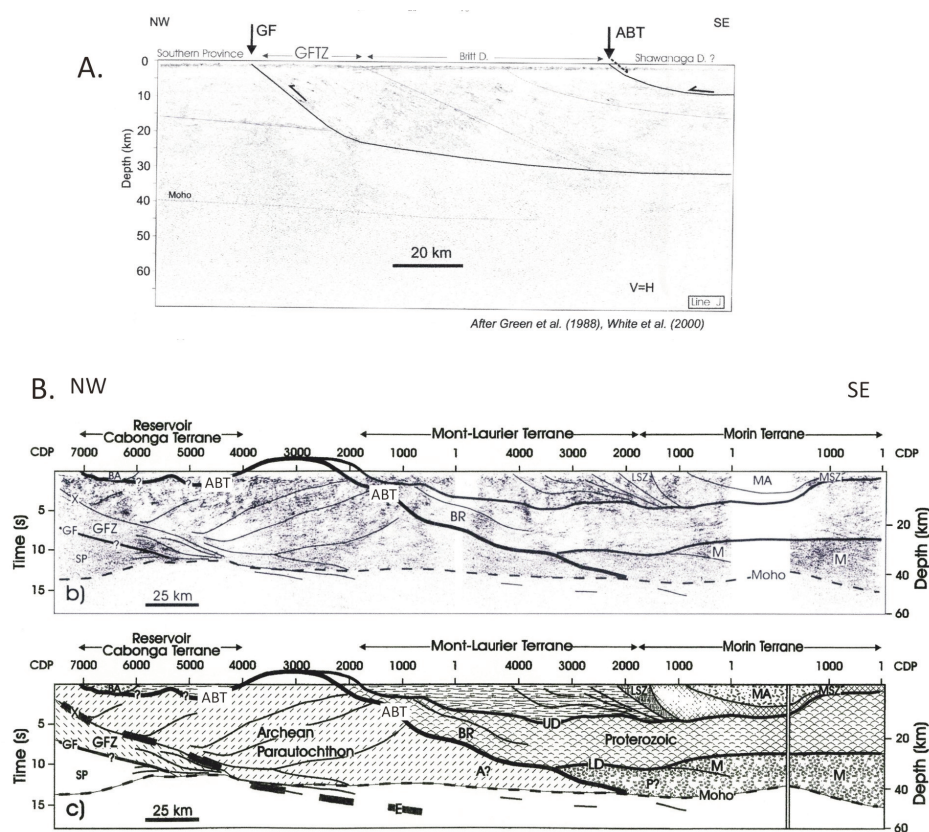 NW
SE
GF
ABT
A.
Southern Province
GFTZ
Britt D.
Shawanaga D. ?
0
10
20
30
40
50
60
Depth (km)
Moho
20 km
V=H
Line J
After Green et al. (1988), White et al. (2000)
B. NW
SE
Reservoir
Cabonga Terrane
Mont-Laurier Terrane
Morin Terrane
CDP 7000 6000 5000 4000 3000 2000 1000 1 4000 3000 2000 1000 1 1000 1 CDP
BA ? ? ABT
ABT
LSZ
MA
MSZ
X
GF
GFZ
?
SP
BR
M
M
Moho
5
10
15
Time (s)
20
40
60
Depth (km)
25 km
b)
Reservoir
Cabonga Terrane
Mont-Laurier Terrane
Morin Terrane
CDP 7000 6000 5000 4000 3000 2000 1000 1 4000 3000 2000 1000 1 1000 1 CDP
BA ? ? ABT
ABT
LSZ
MA
MSZ
X
GF
GFZ
?
SP
Archean
Parautochthon
BR
UD
Proterozoic
A?
LD
P?
M
M
Moho
E
5
10
15
Time (s)
20
40
60
Depth (km)
25 km
c)